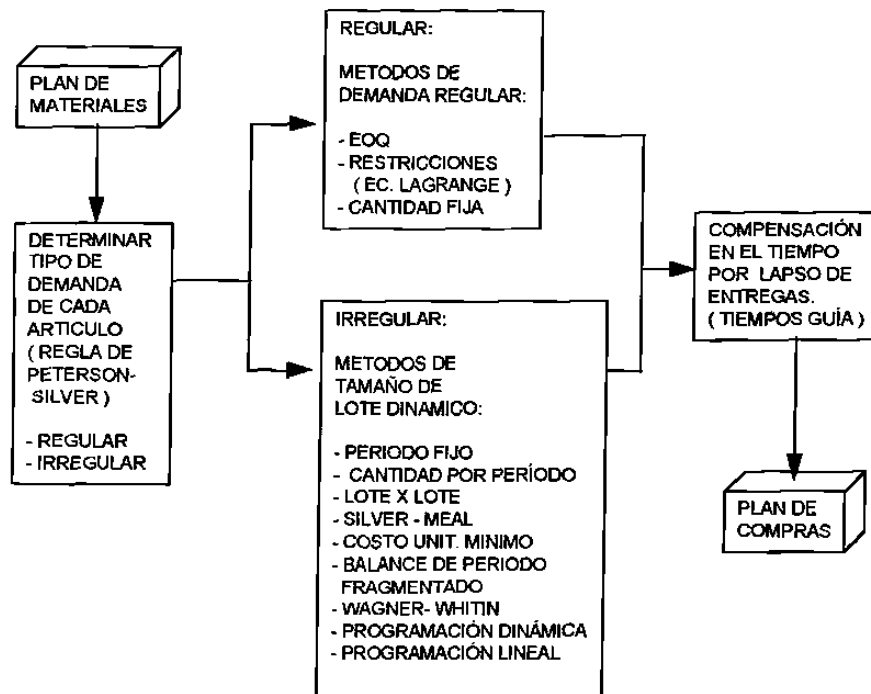 PLAN DE
MATERIALES
DETERMINAR
TIPO DE
DEMANDA
DE CADA
ARTICULO
( REGLA DE
PETERSON-
SILVER )
- REGULAR
- IRREGULAR
REGULAR:
METODOS DE
DEMANDA REGULAR:
- EOQ
- RESTRICCIONES
( EC. LAGRANGE )
- CANTIDAD FIJA
IRREGULAR:
METODOS DE
TAMAÑO DE
LOTE DINAMICO:
- PERIODO FIJO
- CANTIDAD POR PERÍODO
- LOTE X LOTE
- SILVER - MEAL
- COSTO UNIT. MINIMO
- BALANCE DE PERIODO
FRAGMENTADO
- WAGNER- WHITIN
- PROGRAMACIÓN DINÁMICA
- PROGRAMACIÓN LINEAL
COMPENSACIÓN
EN EL TIEMPO
POR LAPSO DE
ENTREGAS.
( TIEMPOS GUÍA )
PLAN DE
COMPRAS